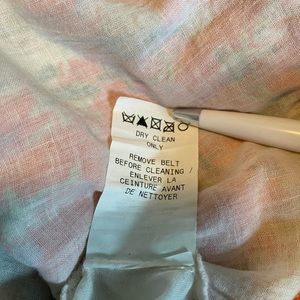 DRY CLEAN
ONLY
REMOVE BELT
BEFORE CLEANING /
ENLEVER LA
CEINTURE AVANT
DE NETTOYER